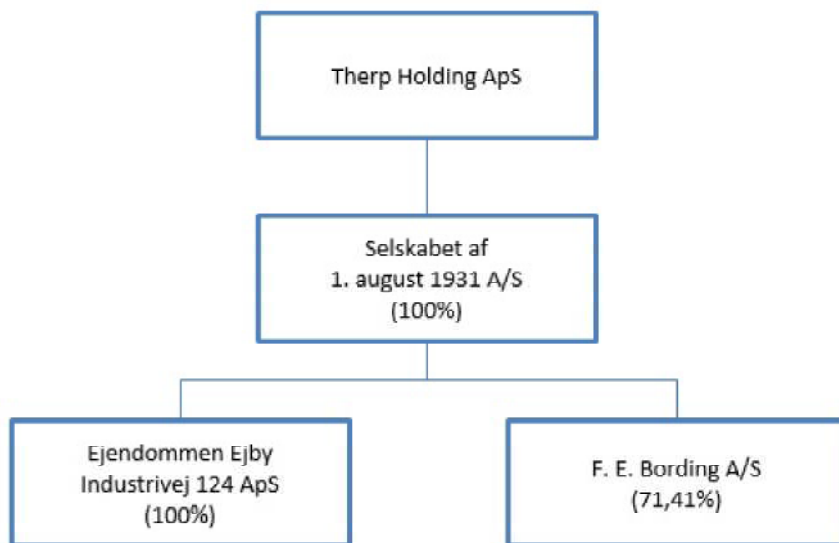 Therp Holding ApS
Selskabet af
1. august 1931 A/S
(100%)
Ejendommen Ejby
Industrivej 124 ApS
(100%)
F. E. Bording A/S
(71,41%)